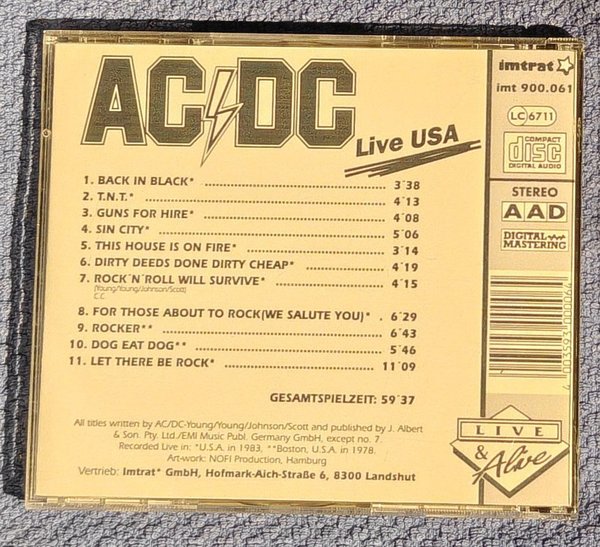 AC/DC
Live USA
1. BACK IN BLACK* 3'38
2. T.N.T.* 4'13
3. GUNS FOR HIRE* 4'08
4. SIN CITY* 5'06
5. THIS HOUSE IS ON FIRE* 3'14
6. DIRTY DEEDS DONE DIRTY CHEAP* 4'19
7. ROCK'N'ROLL WILL SURVIVE* 4'15
(Young/Young/Johnson/Scott)
C.C.
8. FOR THOSE ABOUT TO ROCK(WE SALUTE YOU)* . 6'29
9. ROCKER** 6'43
10. DOG EAT DOG** 5'46
11. LET THERE BE ROCK* 11'09
GESAMTSPIELZEIT: 59'37
All titles written by AC/DC-Young/Young/Johnson/Scott and published by J. Albert
& Son. Pty. Ltd./EMI Music Publ. Germany GmbH, except no. 7.
Recorded Live in: *U.S.A. in 1983, **Boston, U.S.A. in 1978.
Art-work: NOFI Production, Hamburg
Vertrieb: Imtrat* GmbH, Hofmark-Aich-Straße 6, 8300 Landshut
imtrat
imt 900.061
LC 6711
COMPACT
disc
DIGITAL AUDIO
STEREO
AAD
DIGITAL
MASTERING
4 003593 000064
LIVE
& Alive